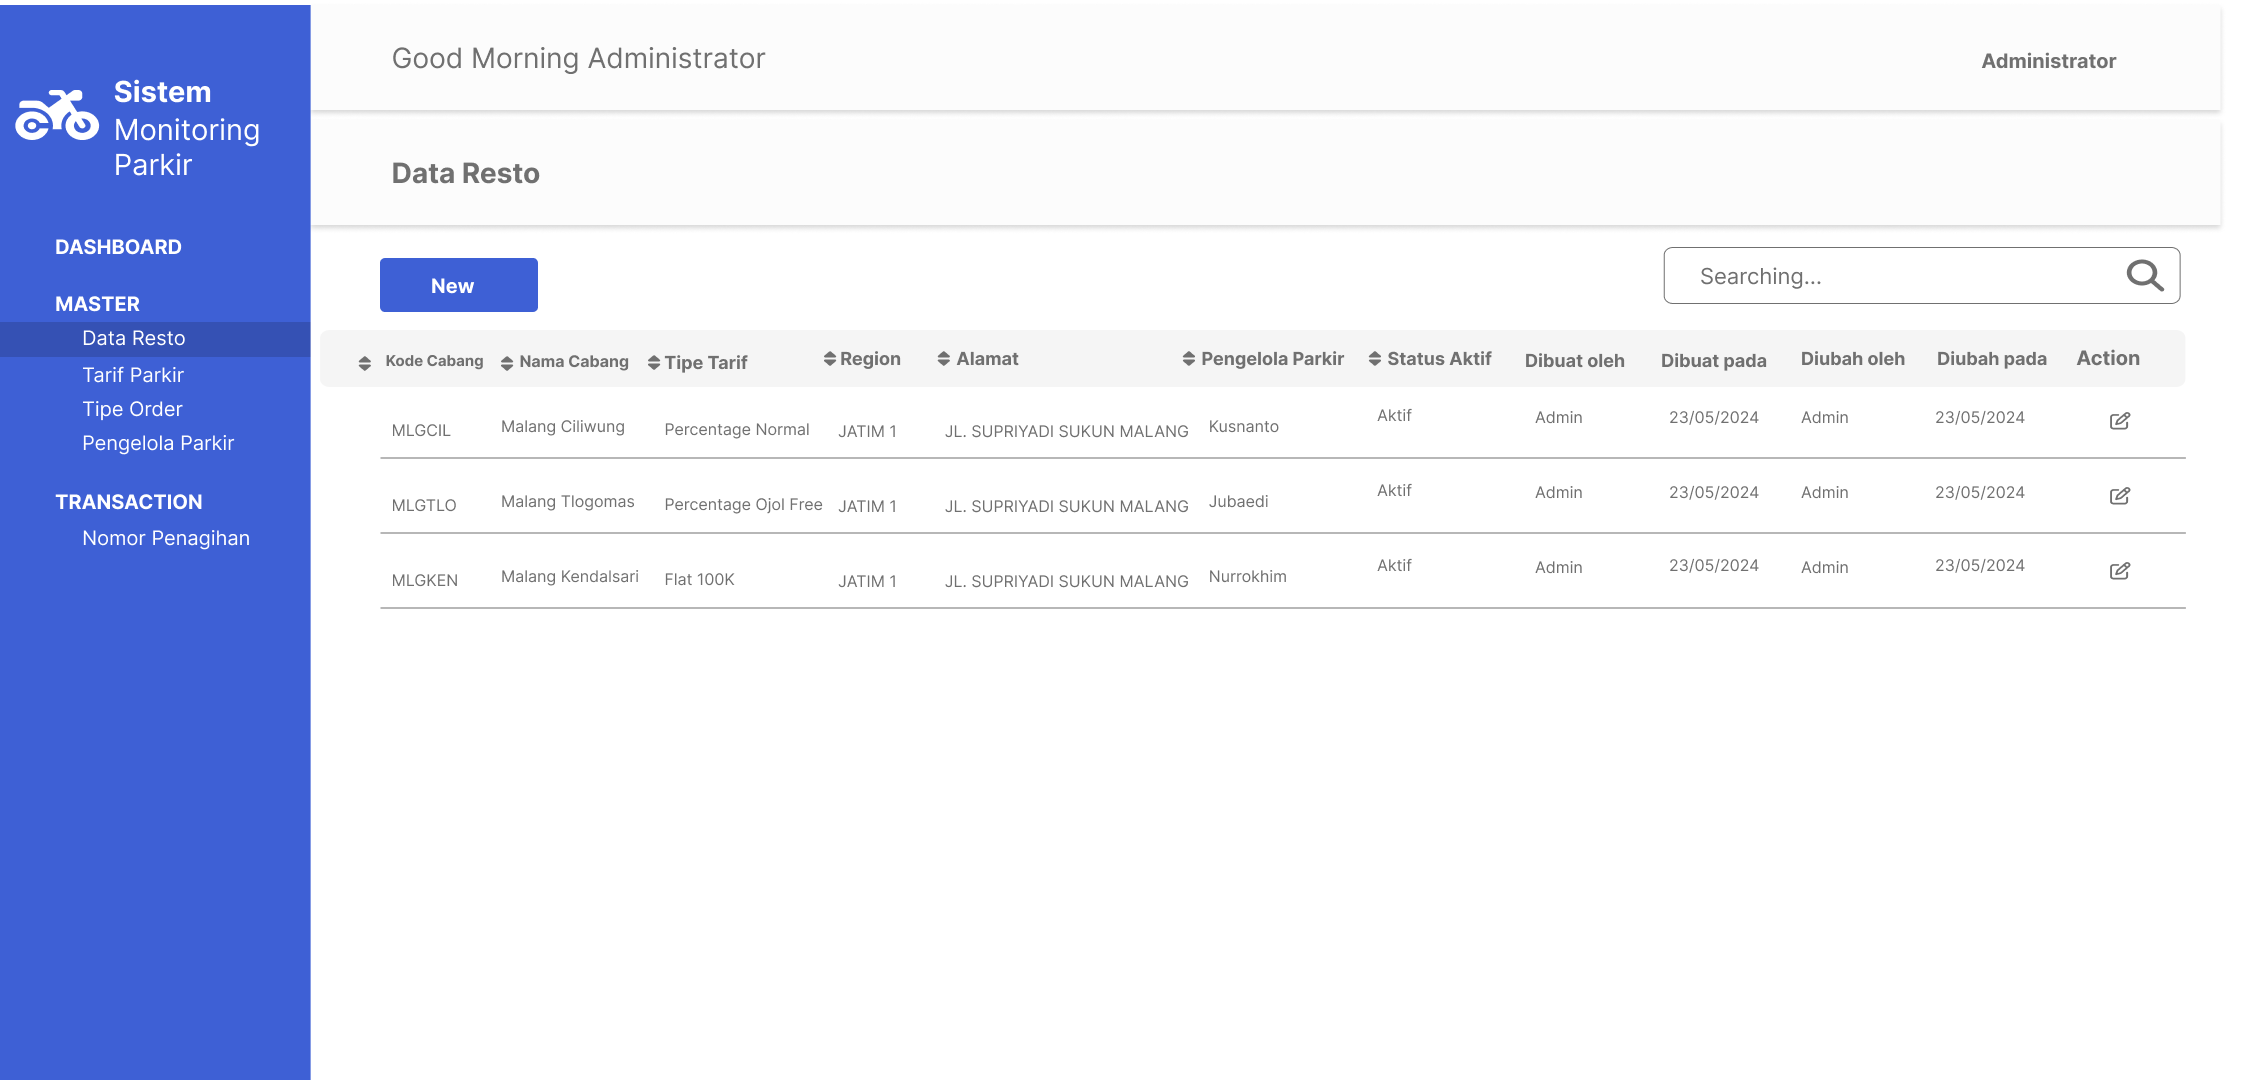 Sistem
Monitoring
Parkir
DASHBOARD
MASTER
Data Resto
Tarif Parkir
Tipe Order
Pengelola Parkir
TRANSACTION
Nomor Penagihan
Good Morning Administrator
Administrator
Data Resto
New
Searching...
Kode Cabang Nama Cabang Tipe Tarif Region Alamat Pengelola Parkir Status Aktif Dibuat oleh Dibuat pada Diubah oleh Diubah pada Action
MLGCIL Malang Ciliwung Percentage Normal JATIM 1 JL. SUPRIYADI SUKUN MALANG Kusnanto Aktif Admin 23/05/2024 Admin 23/05/2024
MLGTLO Malang Tlogomas Percentage Ojol Free JATIM 1 JL. SUPRIYADI SUKUN MALANG Jubaedi Aktif Admin 23/05/2024 Admin 23/05/2024
MLGKEN Malang Kendalsari Flat 100K JATIM 1 JL. SUPRIYADI SUKUN MALANG Nurrokhim Aktif Admin 23/05/2024 Admin 23/05/2024